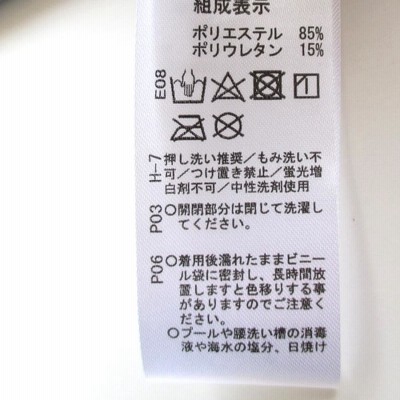 組成表示
ポリエステル 85%
ポリウレタン 15%
E08
H-7 押し洗い推奨/もみ洗い不
可/つけ置き不可/蛍光増
白剤不可/中性洗剤使用
P03 〇開閉部分は閉じて洗濯し
てください。
P06 〇着用後濡れたままビニー
ル袋に密封し、長時間放
置しますと色移りする事
がありますのでご注意く
ださい。
〇プールや腰洗い槽の消毒
液や海水の塩分、日焼け